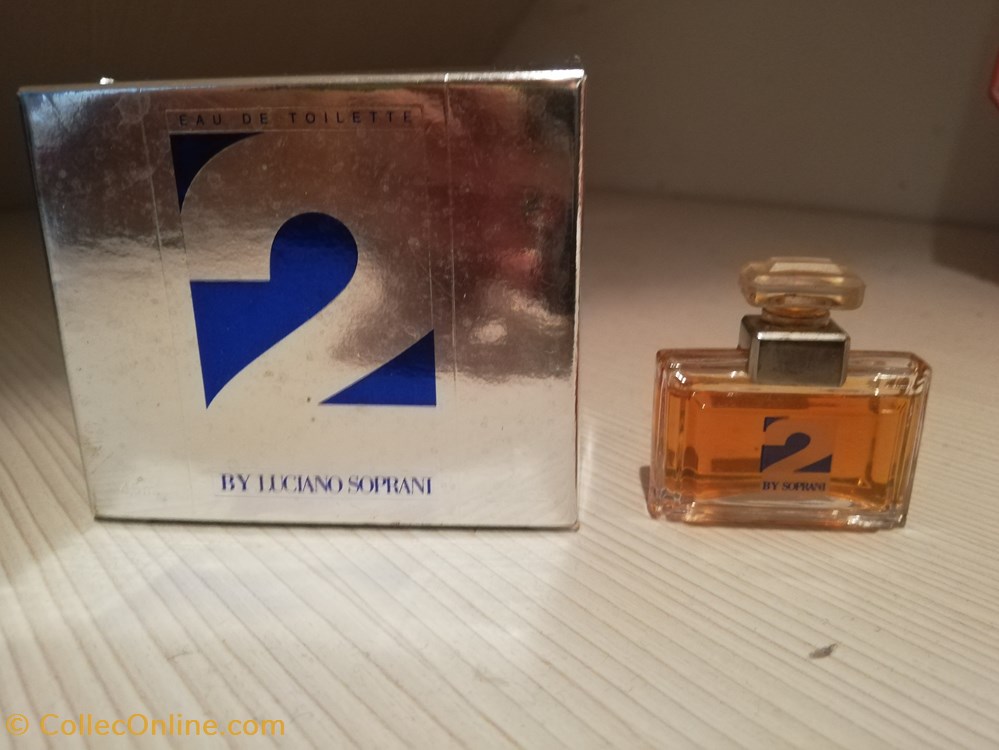 EAU DE TOILETTE
2
BY LUCIANO SOPRANI
2
BY SOPRANI
© CollecOnline.com